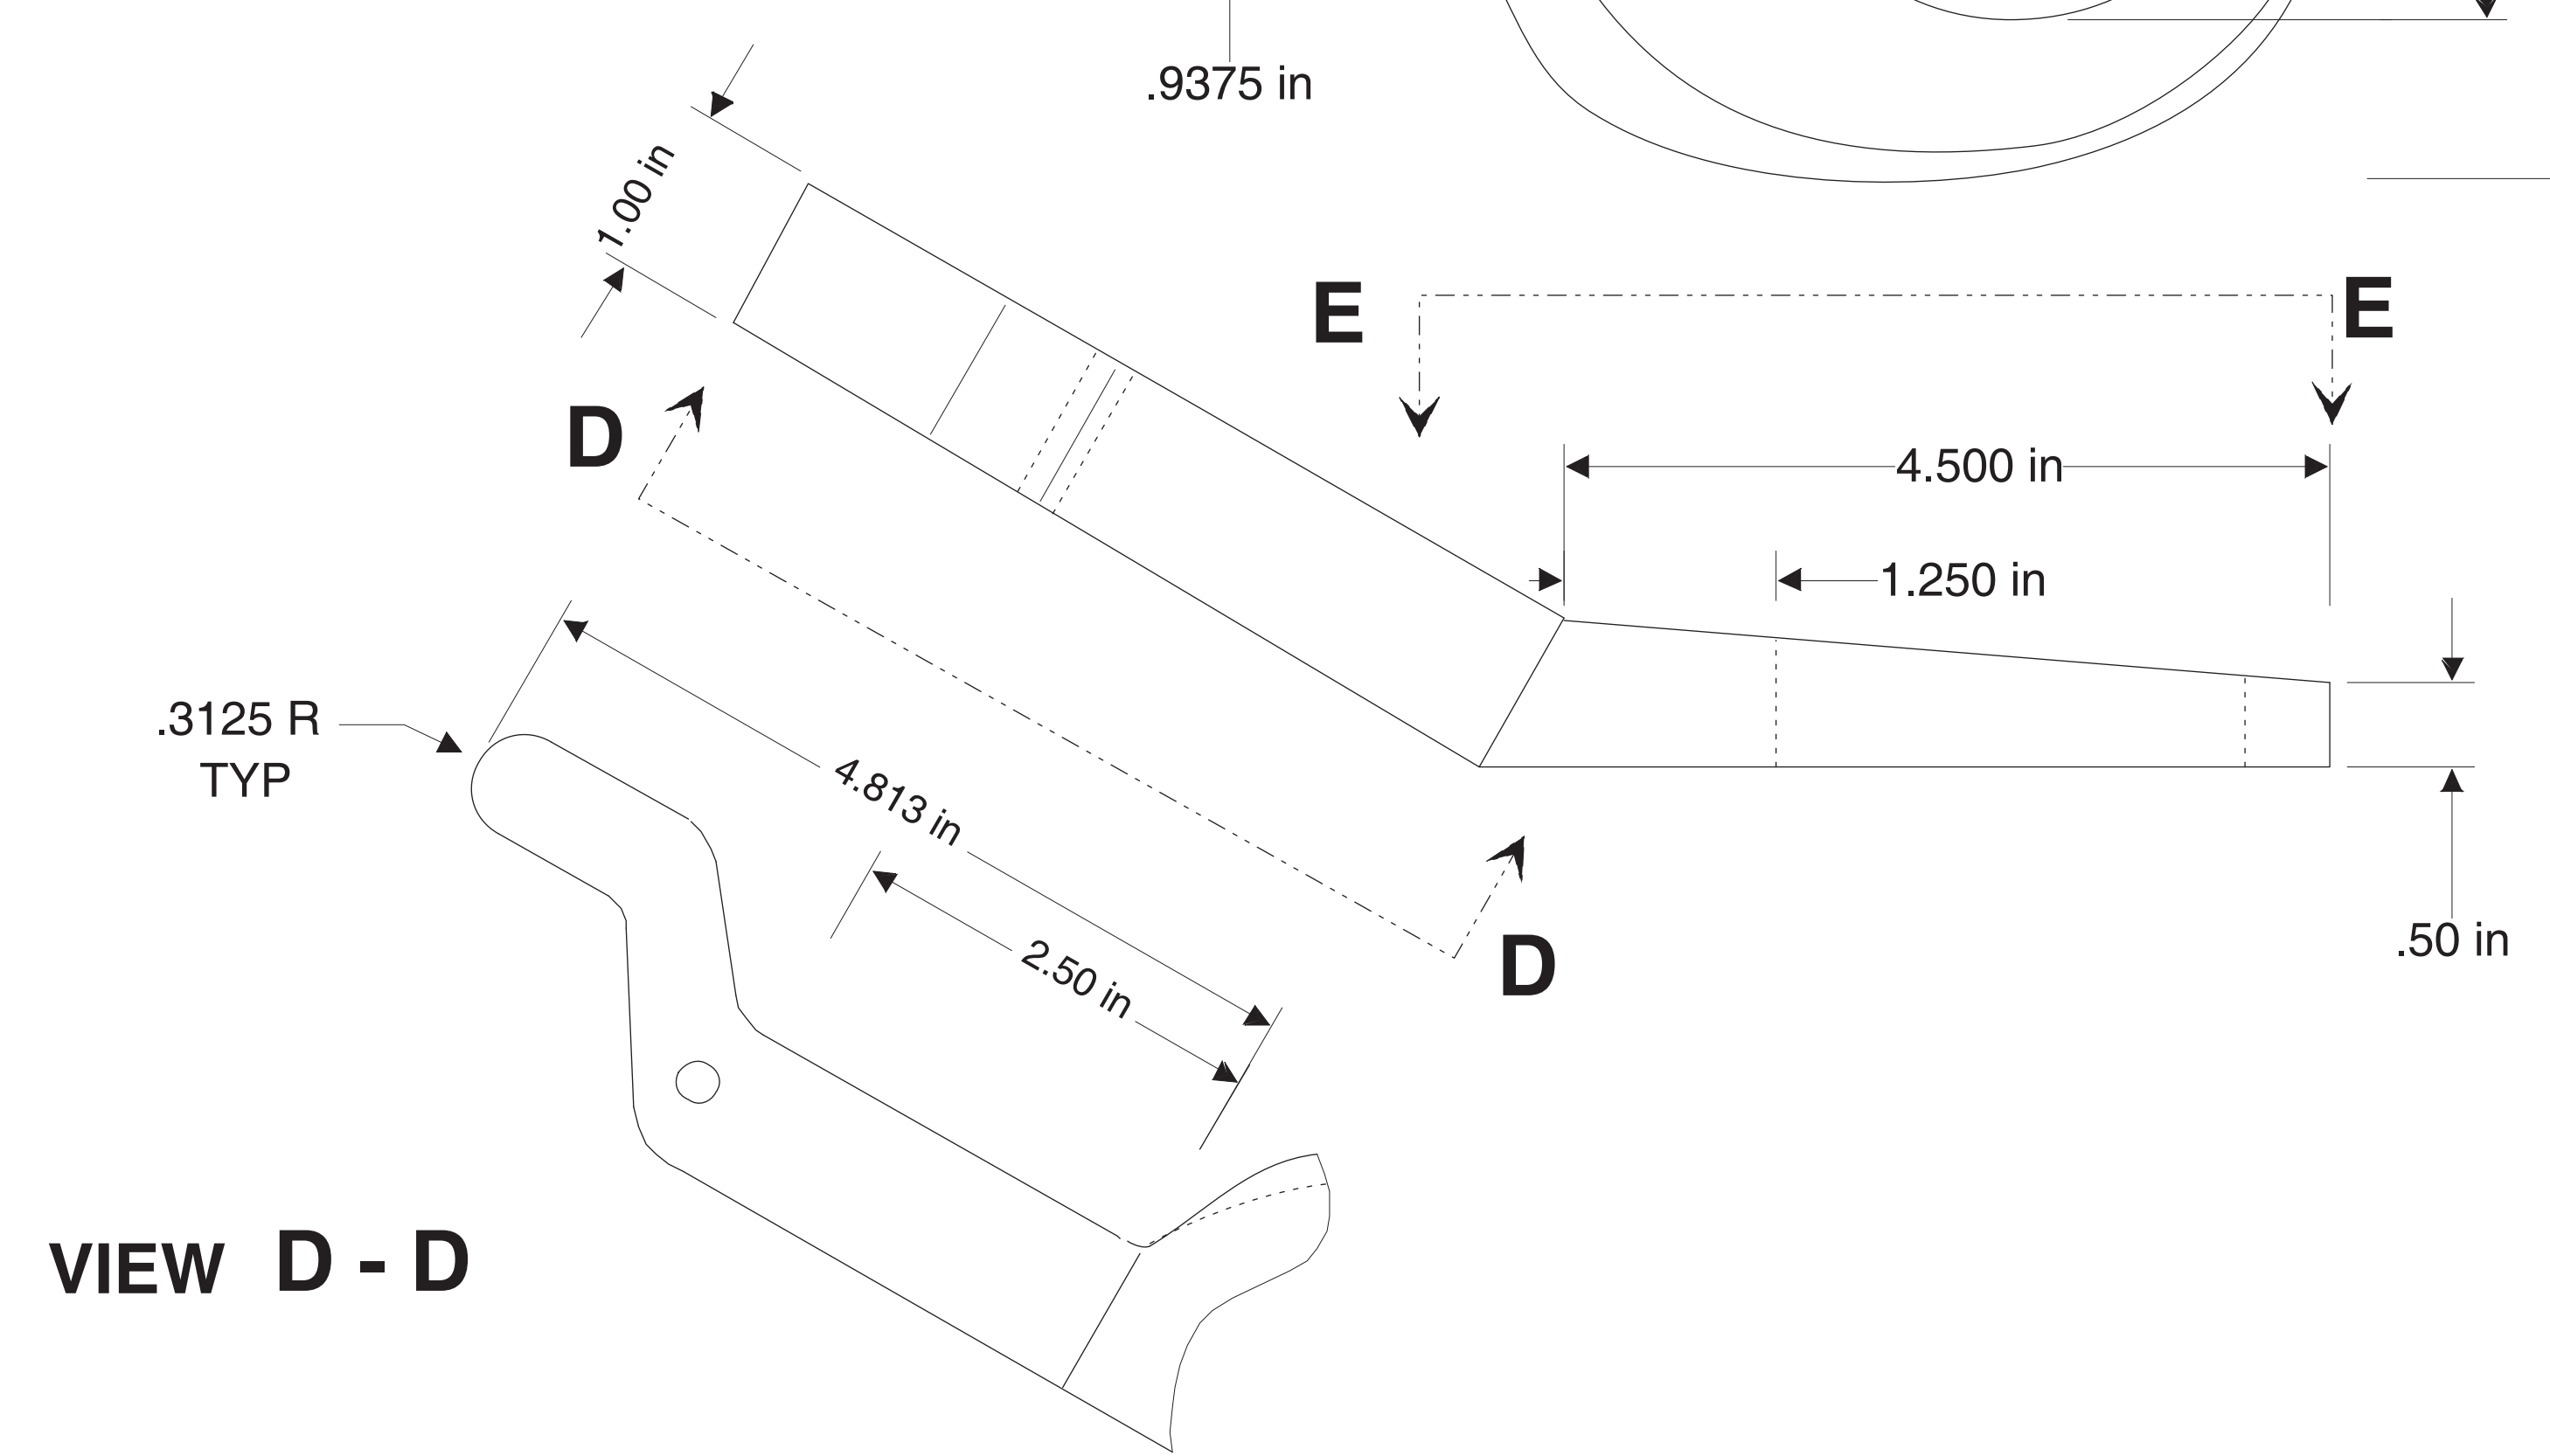 .9375 in
1.00 in
E
E
D
4.500 in
1.250 in
.3125 R
TYP
4.813 in
2.50 in
D
.50 in
VIEW D - D